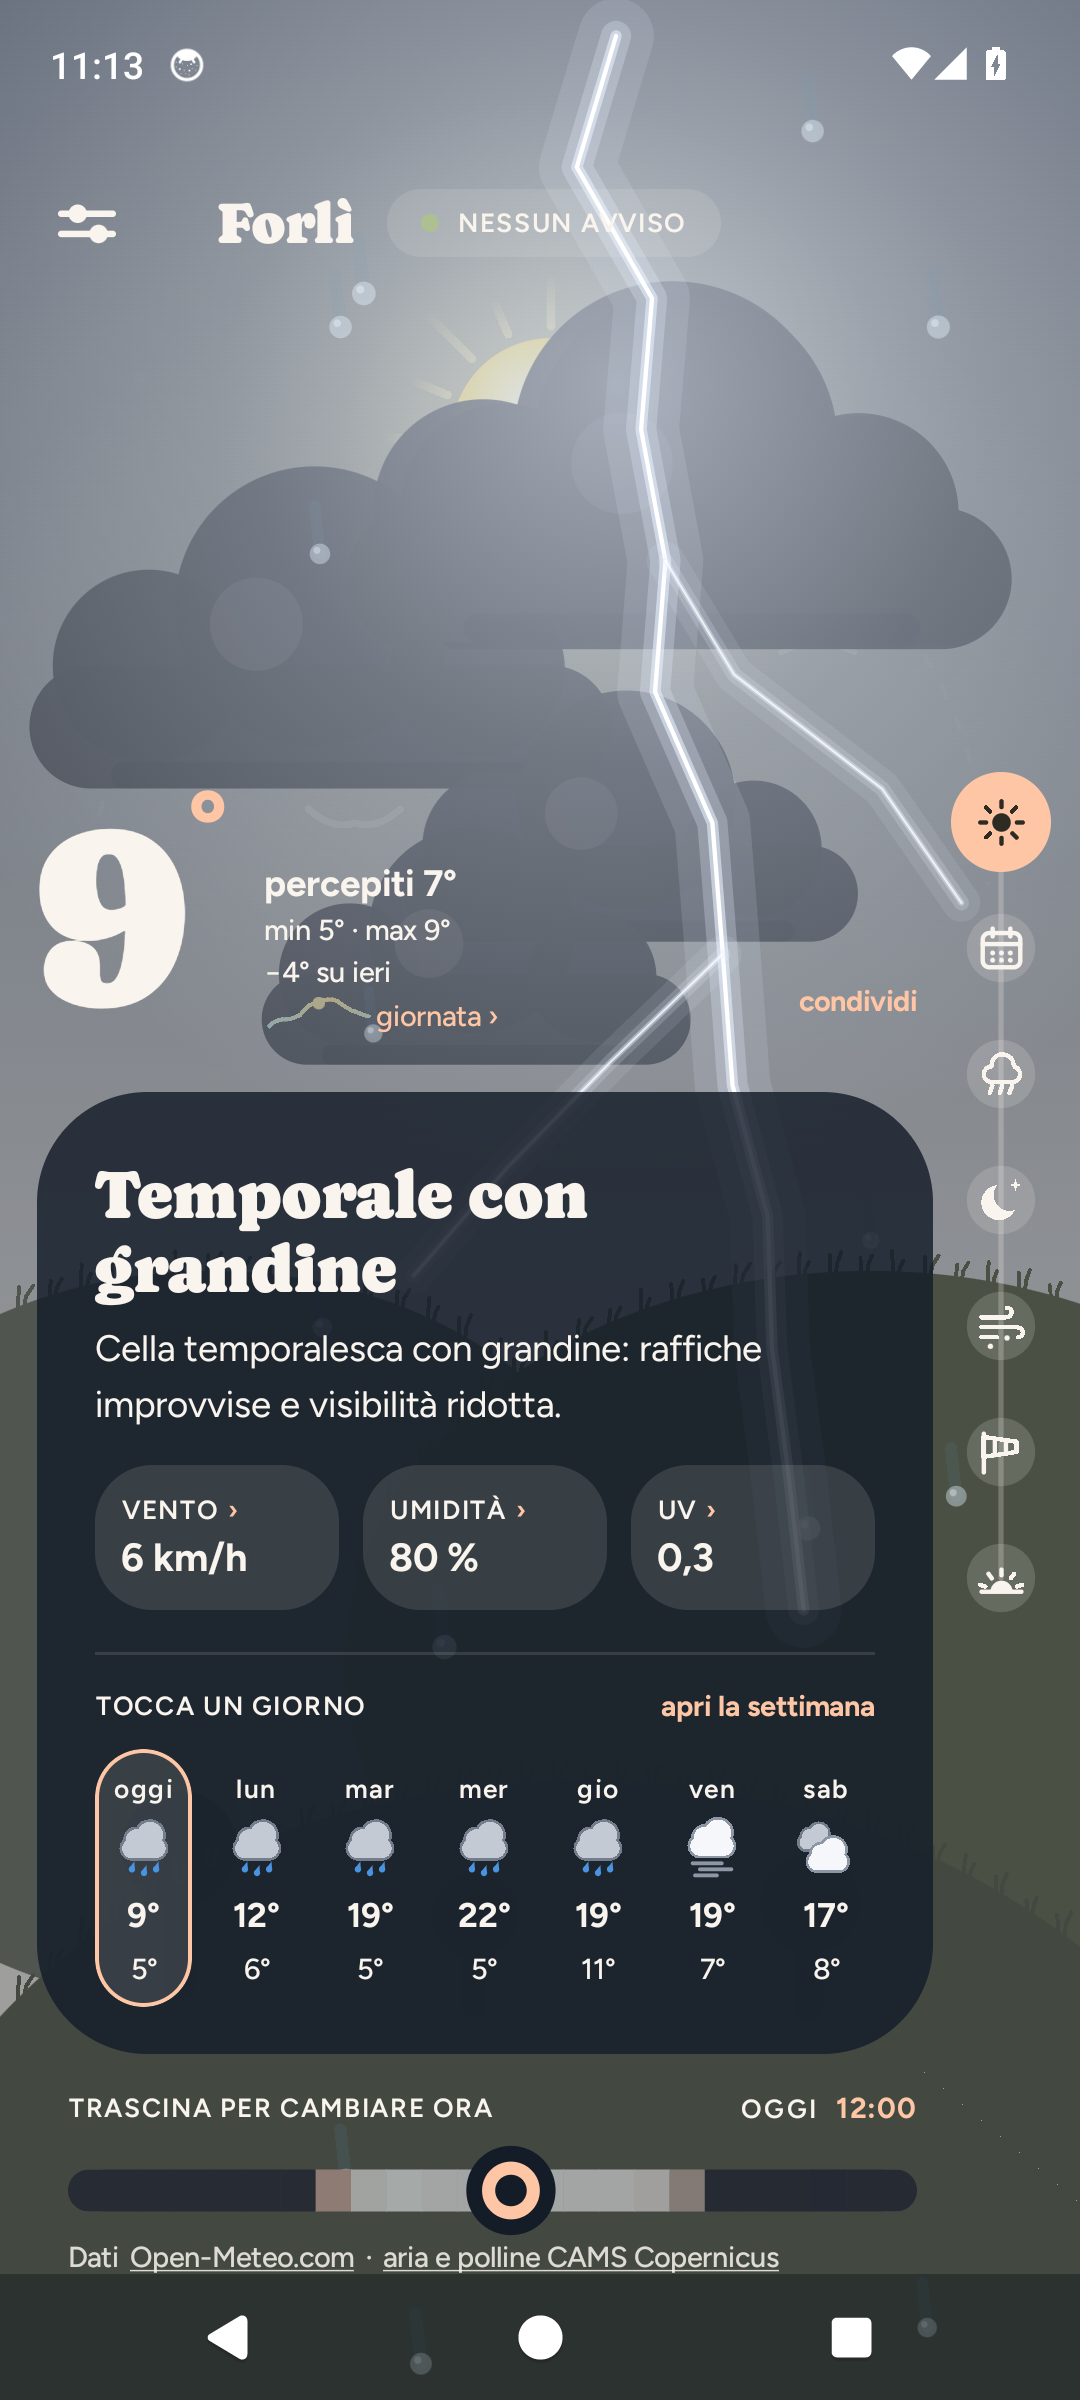 11:13
Forlì
NESSUN AVVISO
9°
percepiti 7°
min 5° · max 9°
−4° su ieri
giornata ›
condividi
Temporale con
grandine
Cella temporalesca con grandine: raffiche
improvvise e visibilità ridotta.
VENTO › UMIDITÀ › UV ›
6 km/h 80 % 0,3
TOCCA UN GIORNO apri la settimana
oggi lun mar mer gio ven sab
9° 12° 19° 22° 19° 19° 17°
5° 6° 5° 5° 11° 7° 8°
TRASCINA PER CAMBIARE ORA OGGI 12:00
Dati Open-Meteo.com · aria e polline CAMS Copernicus